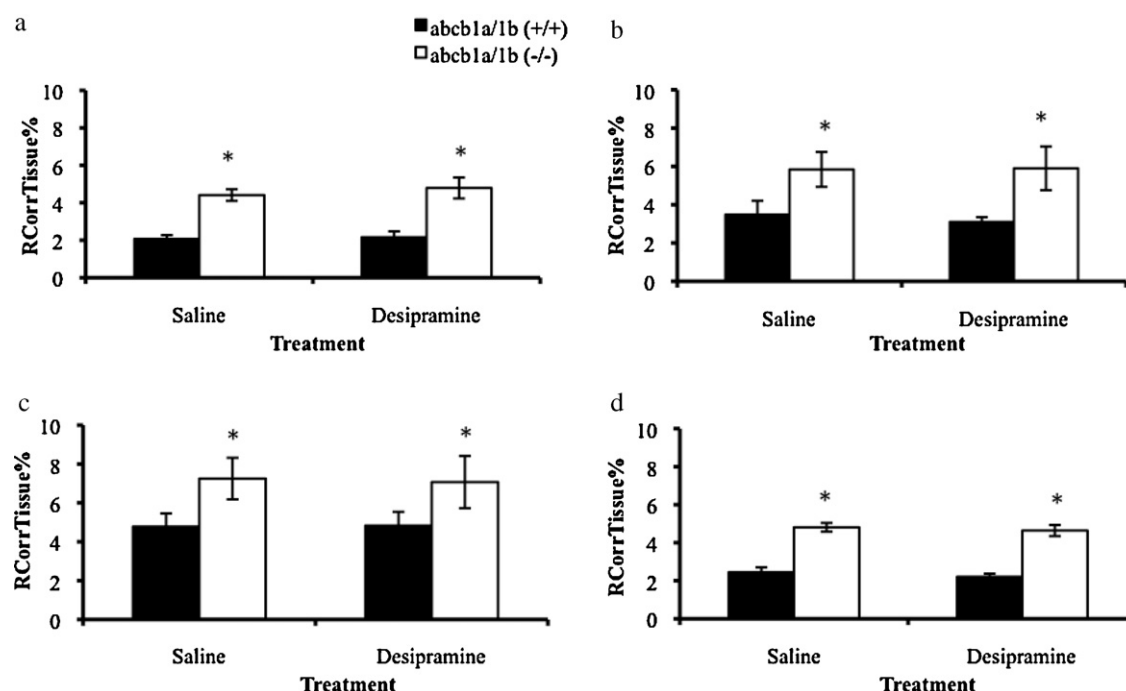 a
abcb1a/1b (+/+)
abcb1a/1b (-/-)
RCorrTissue%
10
8
6
4
2
0
*
*
Saline
Desipramine
Treatment
b
RCorrTissue%
10
8
6
4
2
0
*
*
Saline
Desipramine
Treatment
c
RCorrTissue%
10
8
6
4
2
0
*
*
Saline
Desipramine
Treatment
d
RCorrTissue%
10
8
6
4
2
0
*
*
Saline
Desipramine
Treatment